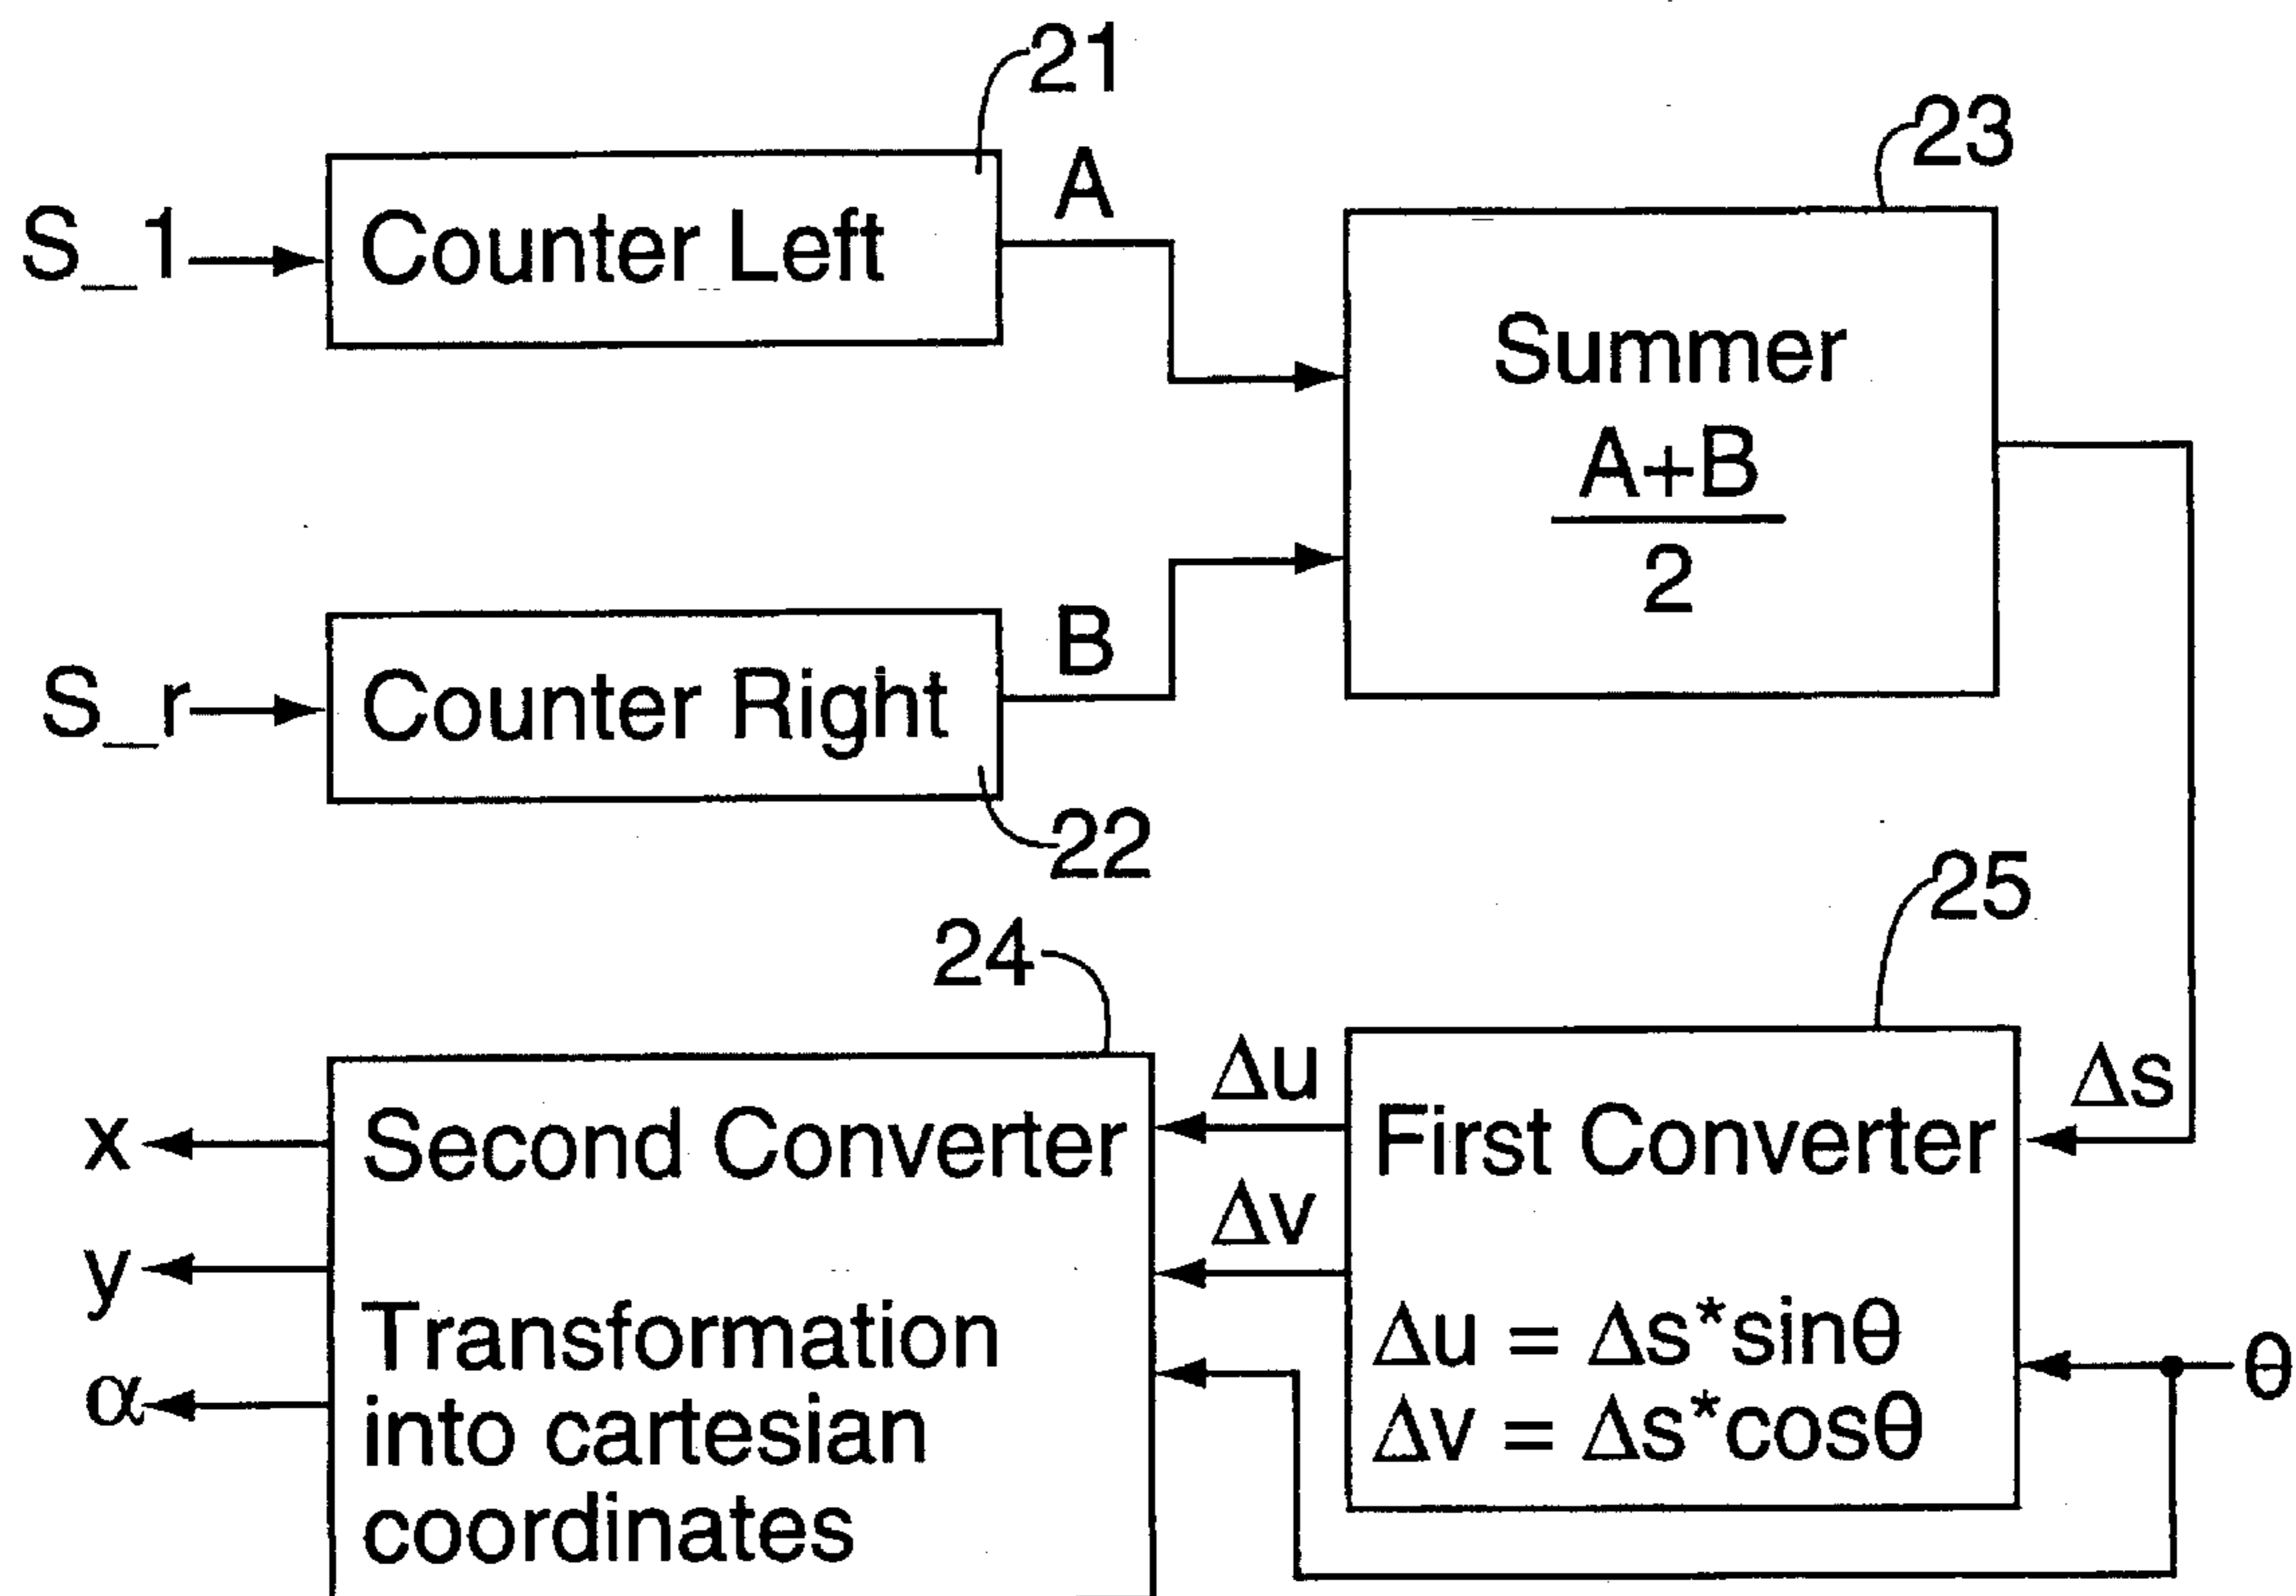 21
A
S_1
Counter Left
23
Summer
A+B
2
B
S_r
Counter Right
22
25
24
Δu
Δs
x
Second Converter
First Converter
Δv
y
Transformation
into cartesian
coordinates
Δu = Δs*sinθ
Δv = Δs*cosθ
θ
α